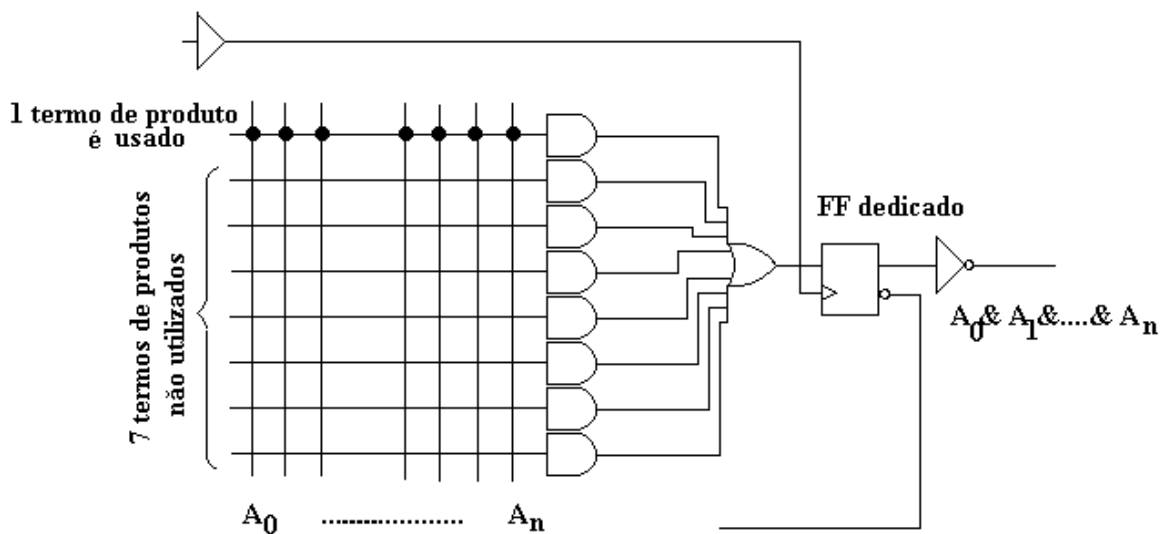 1 termo de produto
é usado
7 termos de produtos
não utilizados
FF dedicado
A0& A1&....& An
A0 .................. An